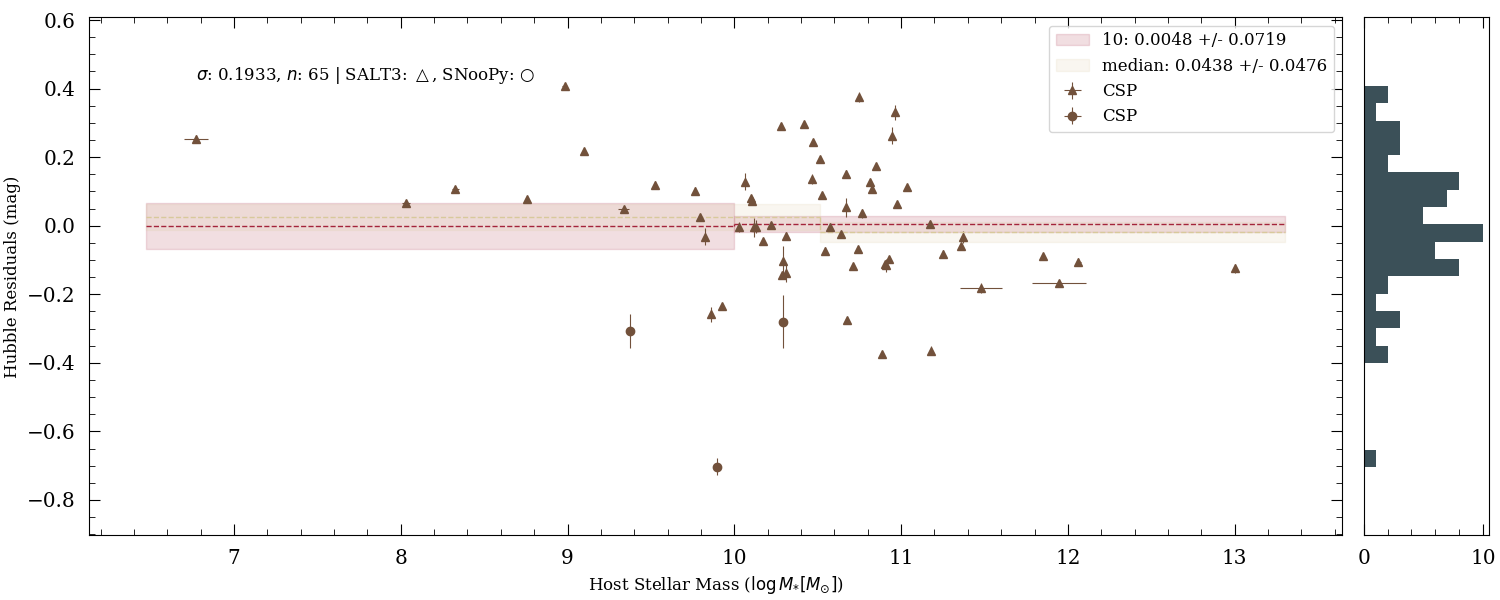 σ: 0.1933, n: 65 | SALT3: △, SNooPy: ○
10: 0.0048 +/- 0.0719
median: 0.0438 +/- 0.0476
CSP
CSP
Hubble Residuals (mag)
0.6
0.4
0.2
0.0
−0.2
−0.4
−0.6
−0.8
7 8 9 10 11 12 13
Host Stellar Mass (log M*[M⊙])
0 10